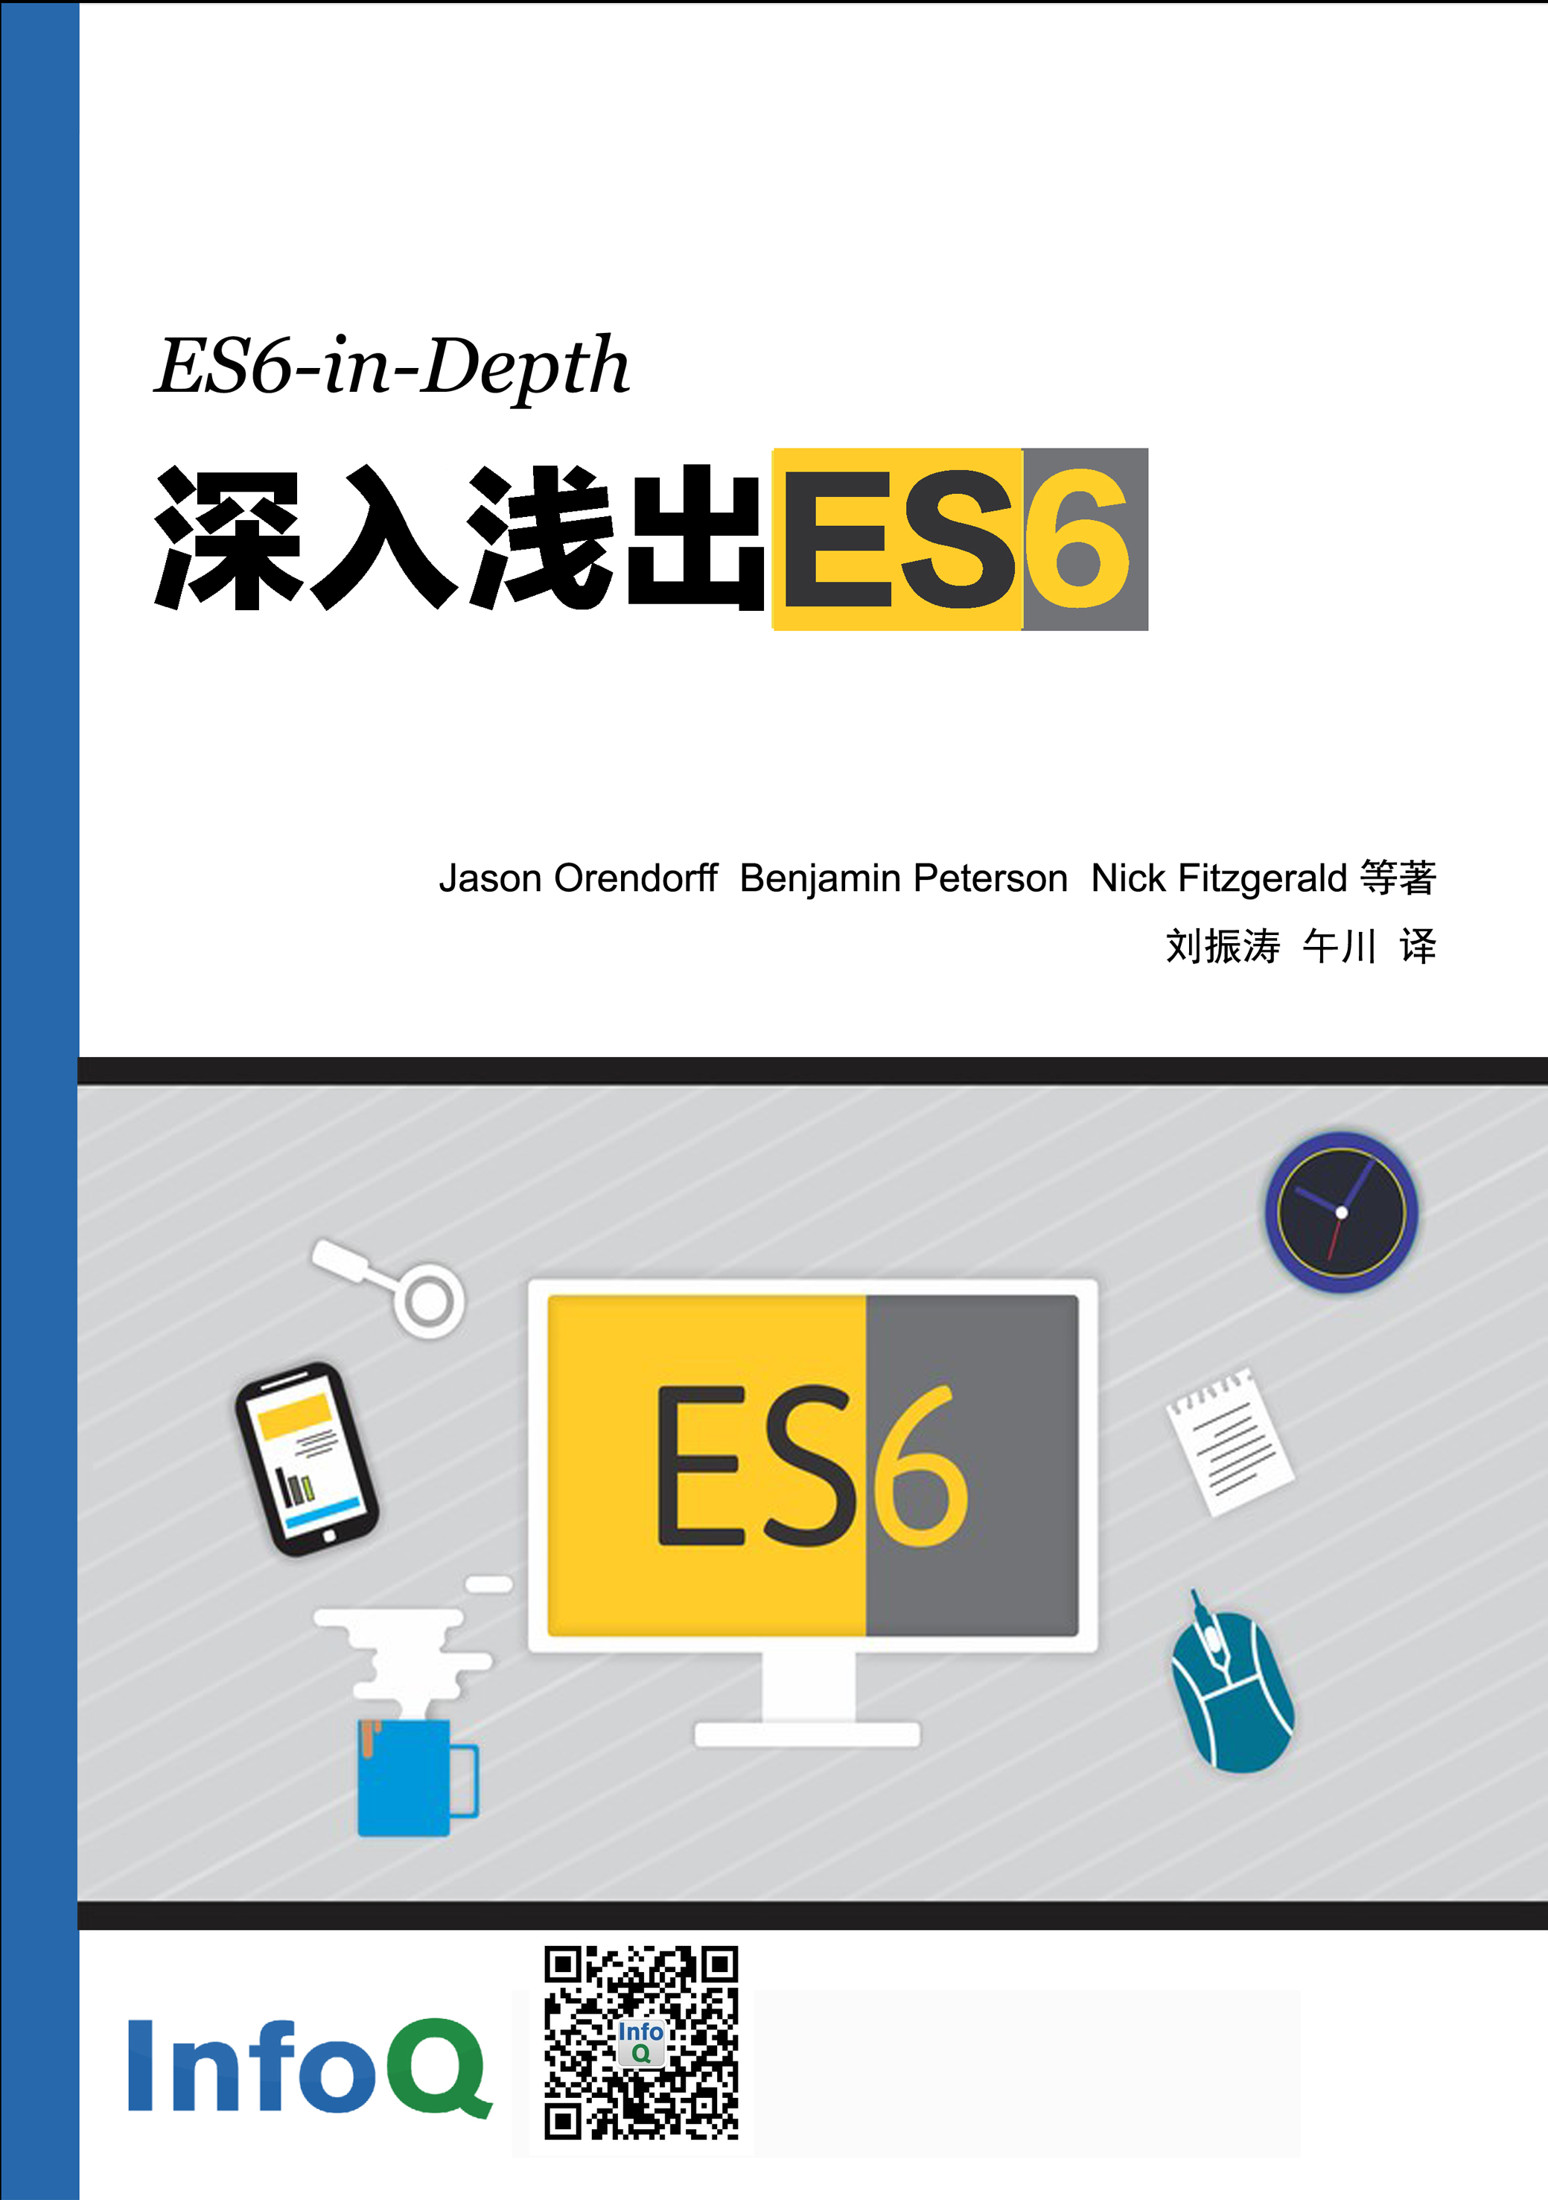 ES6-in-Depth
深入浅出ES6
Jason Orendorff Benjamin Peterson Nick Fitzgerald 等著
刘振涛 午川 译
ES6
InfoQ
Info
Q